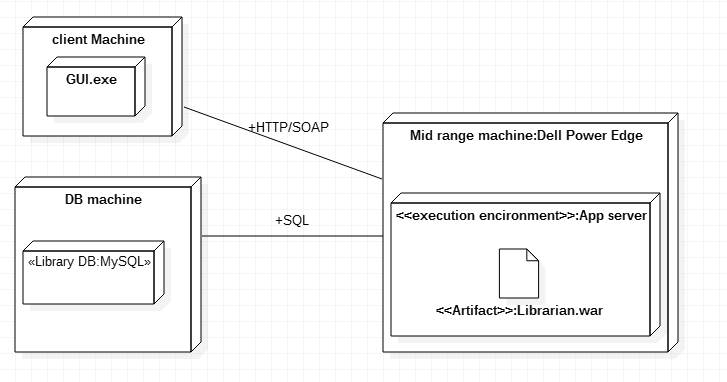 client Machine
GUI.exe
+HTTP/SOAP
Mid range machine:Dell Power Edge
DB machine
+SQL
<<execution encironment>>:App server
«Library DB:MySQL»
<<Artifact>>:Librarian.war